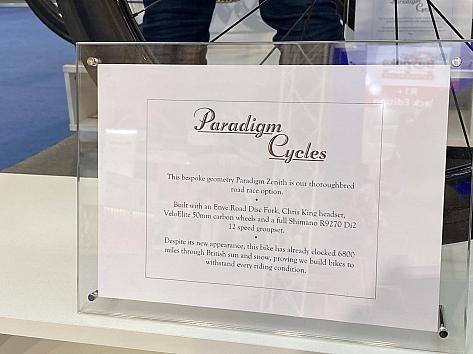 Paradigm Cycles
Paradigm
Cycles
This bespoke geometry Paradigm Zenith is our thoroughbred
road race option.
•
Built with an Enve Road Disc Fork, Chris King headset,
VeloElite 50mm carbon wheels and a full Shimano R9270 Di2
12 speed groupset.
•
Despite its new appearance, this bike has already clocked 6800
miles through British sun and snow, proving we build bikes to
withstand every riding condition.